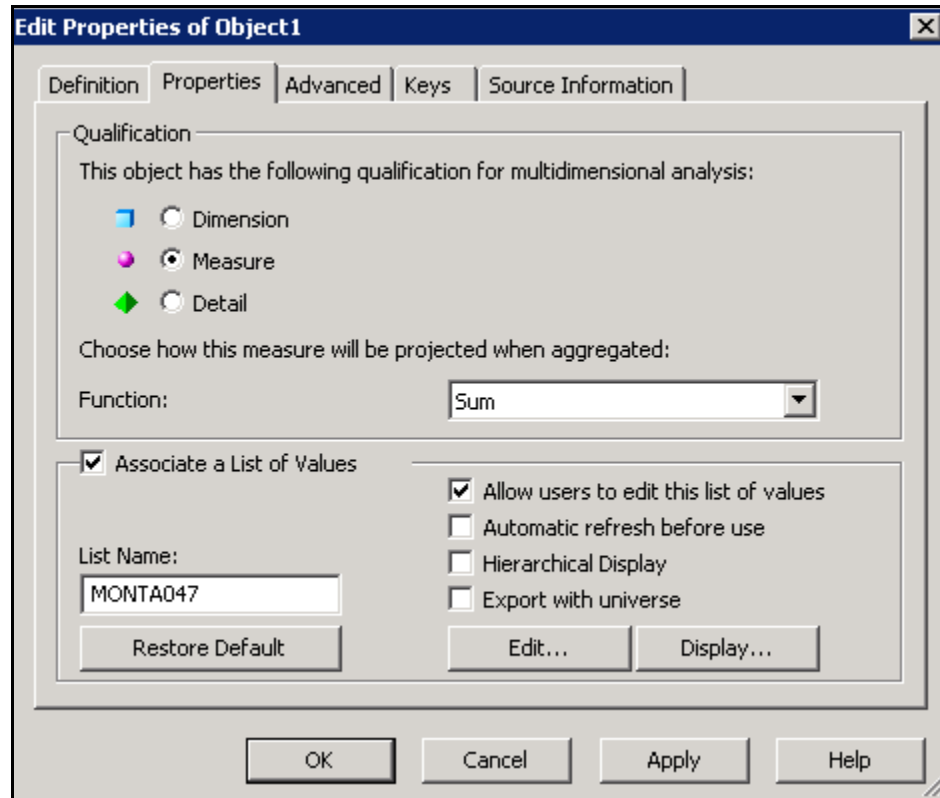 Edit Properties of Object1
Definition Properties Advanced Keys Source Information
Qualification
This object has the following qualification for multidimensional analysis:
Dimension
Measure
Detail
Choose how this measure will be projected when aggregated:
Function: Sum
Associate a List of Values
Allow users to edit this list of values
Automatic refresh before use
List Name:
Hierarchical Display
MONTA047
Export with universe
Restore Default Edit... Display...
OK Cancel Apply Help